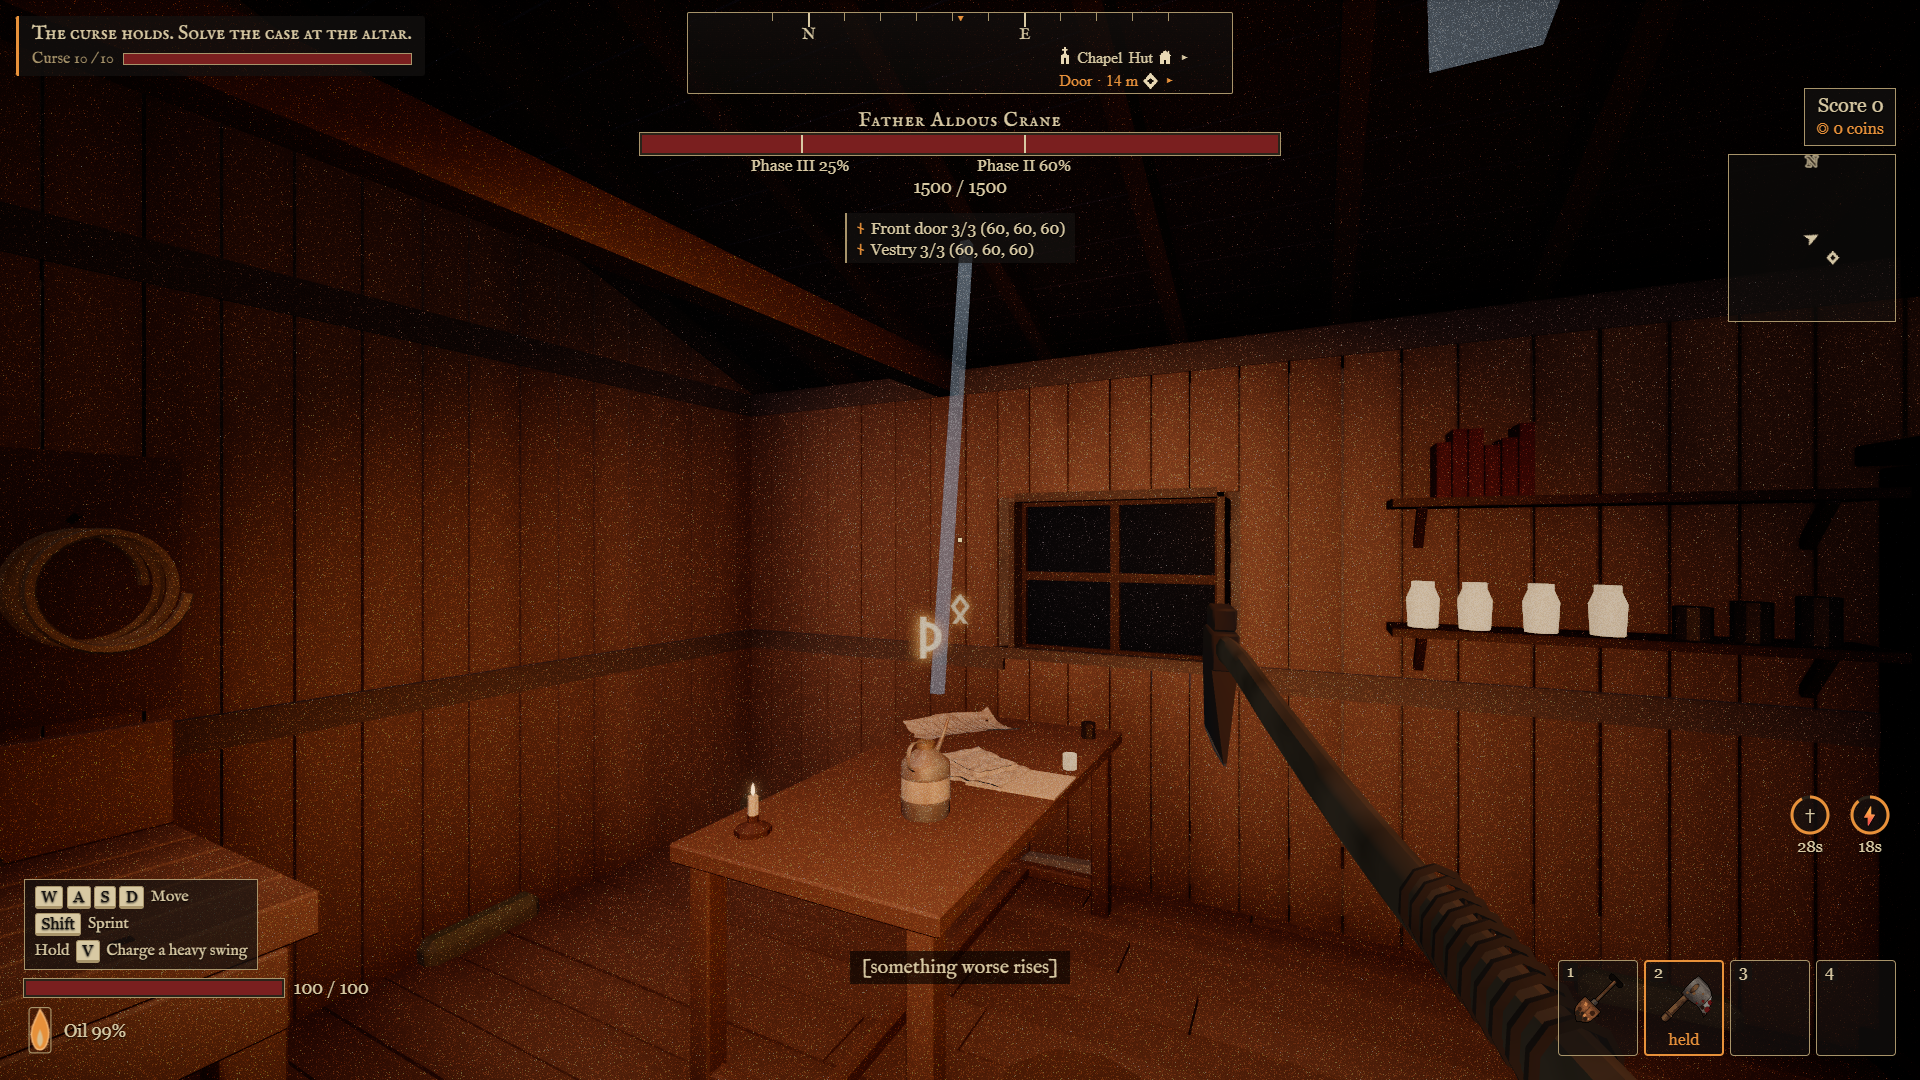 The curse holds. Solve the case at the altar.
Curse 10 / 10
N
E
Chapel Hut
Door · 14 m
Father Aldous Crane
Phase III 25%
Phase II 60%
1500 / 1500
Front door 3/3 (60, 60, 60)
Vestry 3/3 (60, 60, 60)
Score 0
0 coins
N
ᚦ
ᛟ
28s
18s
W A S D Move
Shift Sprint
Hold V Charge a heavy swing
[something worse rises]
100 / 100
Oil 99%
1
2
3
4
held